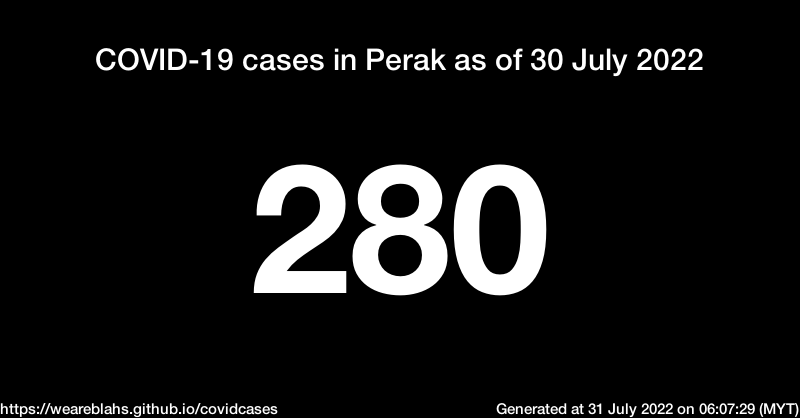 COVID-19 cases in Perak as of 30 July 2022
280
https://weareblahs.github.io/covidcases
Generated at 31 July 2022 on 06:07:29 (MYT)